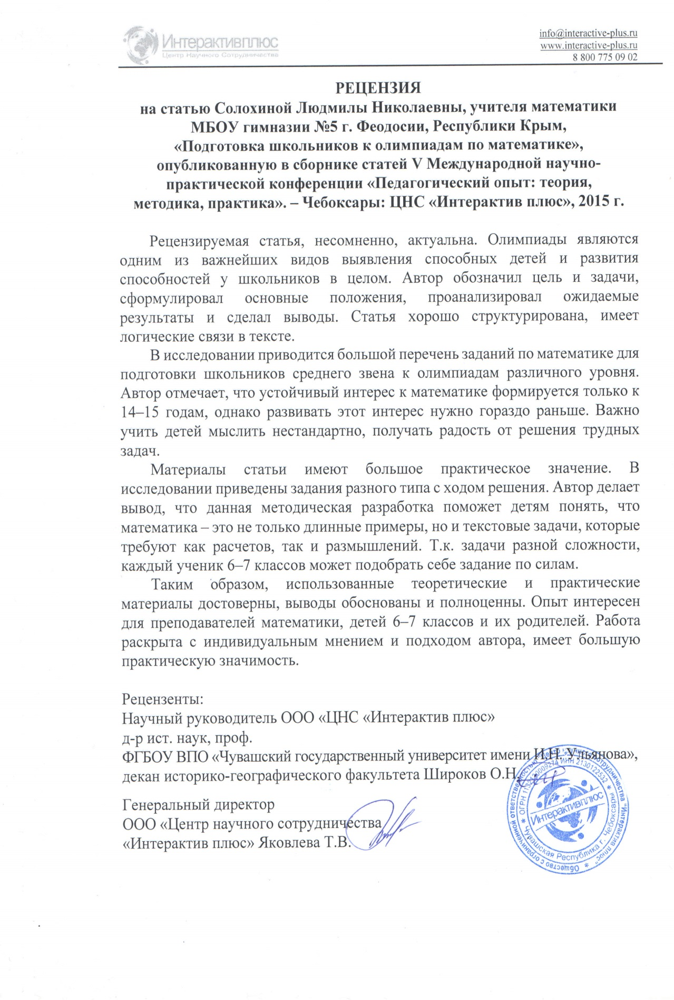 Интерактивплюс
Центр Научного Сотрудничества
info@interactive-plus.ru
www.interactive-plus.ru
8 800 775 09 02
РЕЦЕНЗИЯ
на статью Солохиной Людмилы Николаевны, учителя математики
МБОУ гимназии №5 г. Феодосии, Республики Крым,
«Подготовка школьников к олимпиадам по математике»,
опубликованную в сборнике статей V Международной научно-
практической конференции «Педагогический опыт: теория,
методика, практика». – Чебоксары: ЦНС «Интерактив плюс», 2015 г.
Рецензируемая статья, несомненно, актуальна. Олимпиады являются
одним из важнейших видов выявления способных детей и развития
способностей у школьников в целом. Автор обозначил цель и задачи,
сформулировал основные положения, проанализировал ожидаемые
результаты и сделал выводы. Статья хорошо структурирована, имеет
логические связи в тексте.
В исследовании приводится большой перечень заданий по математике для
подготовки школьников среднего звена к олимпиадам различного уровня.
Автор отмечает, что устойчивый интерес к математике формируется только к
14–15 годам, однако развивать этот интерес нужно гораздо раньше. Важно
учить детей мыслить нестандартно, получать радость от решения трудных
задач.
Материалы статьи имеют большое практическое значение. В
исследовании приведены задания разного типа с ходом решения. Автор делает
вывод, что данная методическая разработка поможет детям понять, что
математика – это не только длинные примеры, но и текстовые задачи, которые
требуют как расчетов, так и размышлений. Т.к. задачи разной сложности,
каждый ученик 6–7 классов может подобрать себе задание по силам.
Таким образом, использованные теоретические и практические
материалы достоверны, выводы обоснованы и полноценны. Опыт интересен
для преподавателей математики, детей 6–7 классов и их родителей. Работа
раскрыта с индивидуальным мнением и подходом автора, имеет большую
практическую значимость.
Рецензенты:
Научный руководитель ООО «ЦНС «Интерактив плюс»
д-р ист. наук, проф.
ФГБОУ ВПО «Чувашский государственный университет имени И.Н. Ульянова»,
декан историко-географического факультета Широков О.Н.
Генеральный директор
ООО «Центр научного сотрудничества
«Интерактив плюс» Яковлева Т.В.
Общество с ограниченной ответственностью "Центр научного сотрудничества "Интерактив плюс"
ОГРН 1132130009274 ИНН 2130122532
Чувашская Республика г. Чебоксары
Интерактивплюс